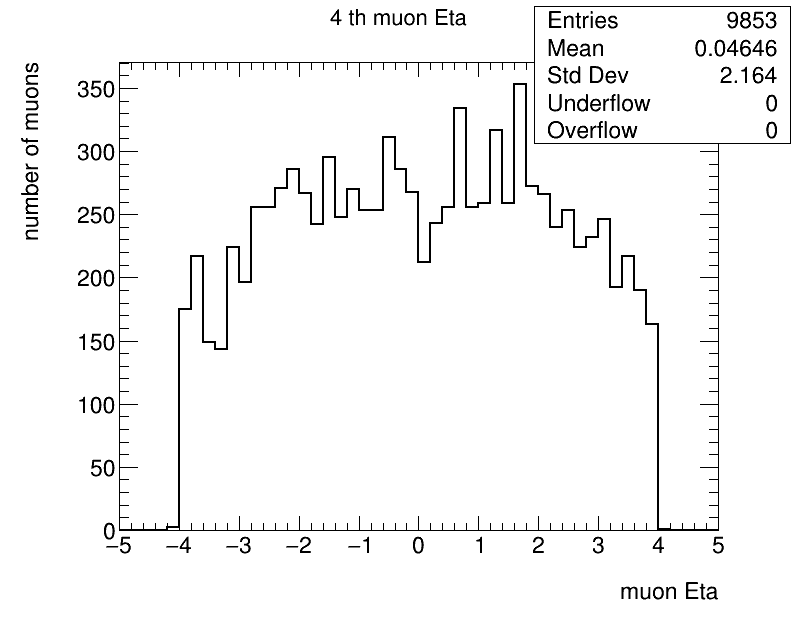 4 th muon Eta
Entries 9853
Mean 0.04646
Std Dev 2.164
Underflow 0
Overflow 0
number of muons
350
300
250
200
150
100
50
0
−5 −4 −3 −2 −1 0 1 2 3 4 5
muon Eta